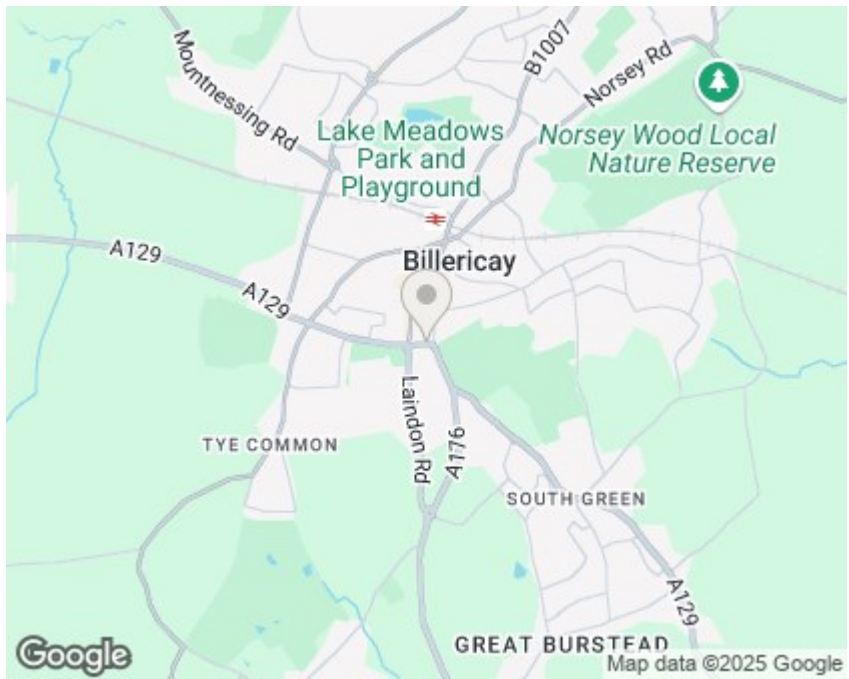 Mountnessing Rd
B1007
Norsey Rd
Lake Meadows
Park and
Playground
Norsey Wood Local
Nature Reserve
A129
A129
Billericay
Laindon Rd
A176
TYE COMMON
SOUTH GREEN
A129
GREAT BURSTEAD
Google
Map data ©2025 Google